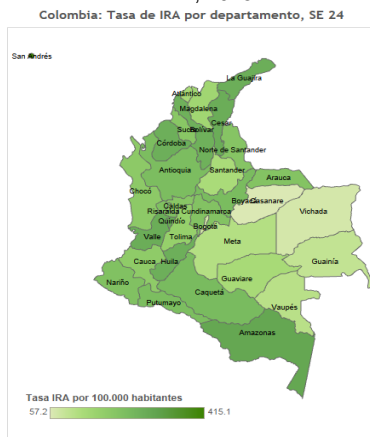 Colombia: Tasa de IRA por departamento, SE 24
San Andrés
La Guajira
Atlántico
Magdalena
Cesar
Sucre
Bolívar
Córdoba
Norte de Santander
Antioquia
Santander
Arauca
Chocó
Boyacá
Casanare
Caldas
Risaralda
Cundinamarca
Vichada
Quindío
Bogotá
Valle
Tolima
Meta
Cauca
Huila
Guainía
Guaviare
Nariño
Caqueta
Putumayo
Vaupés
Amazonas
Tasa IRA por 100.000 habitantes
57.2
415.1